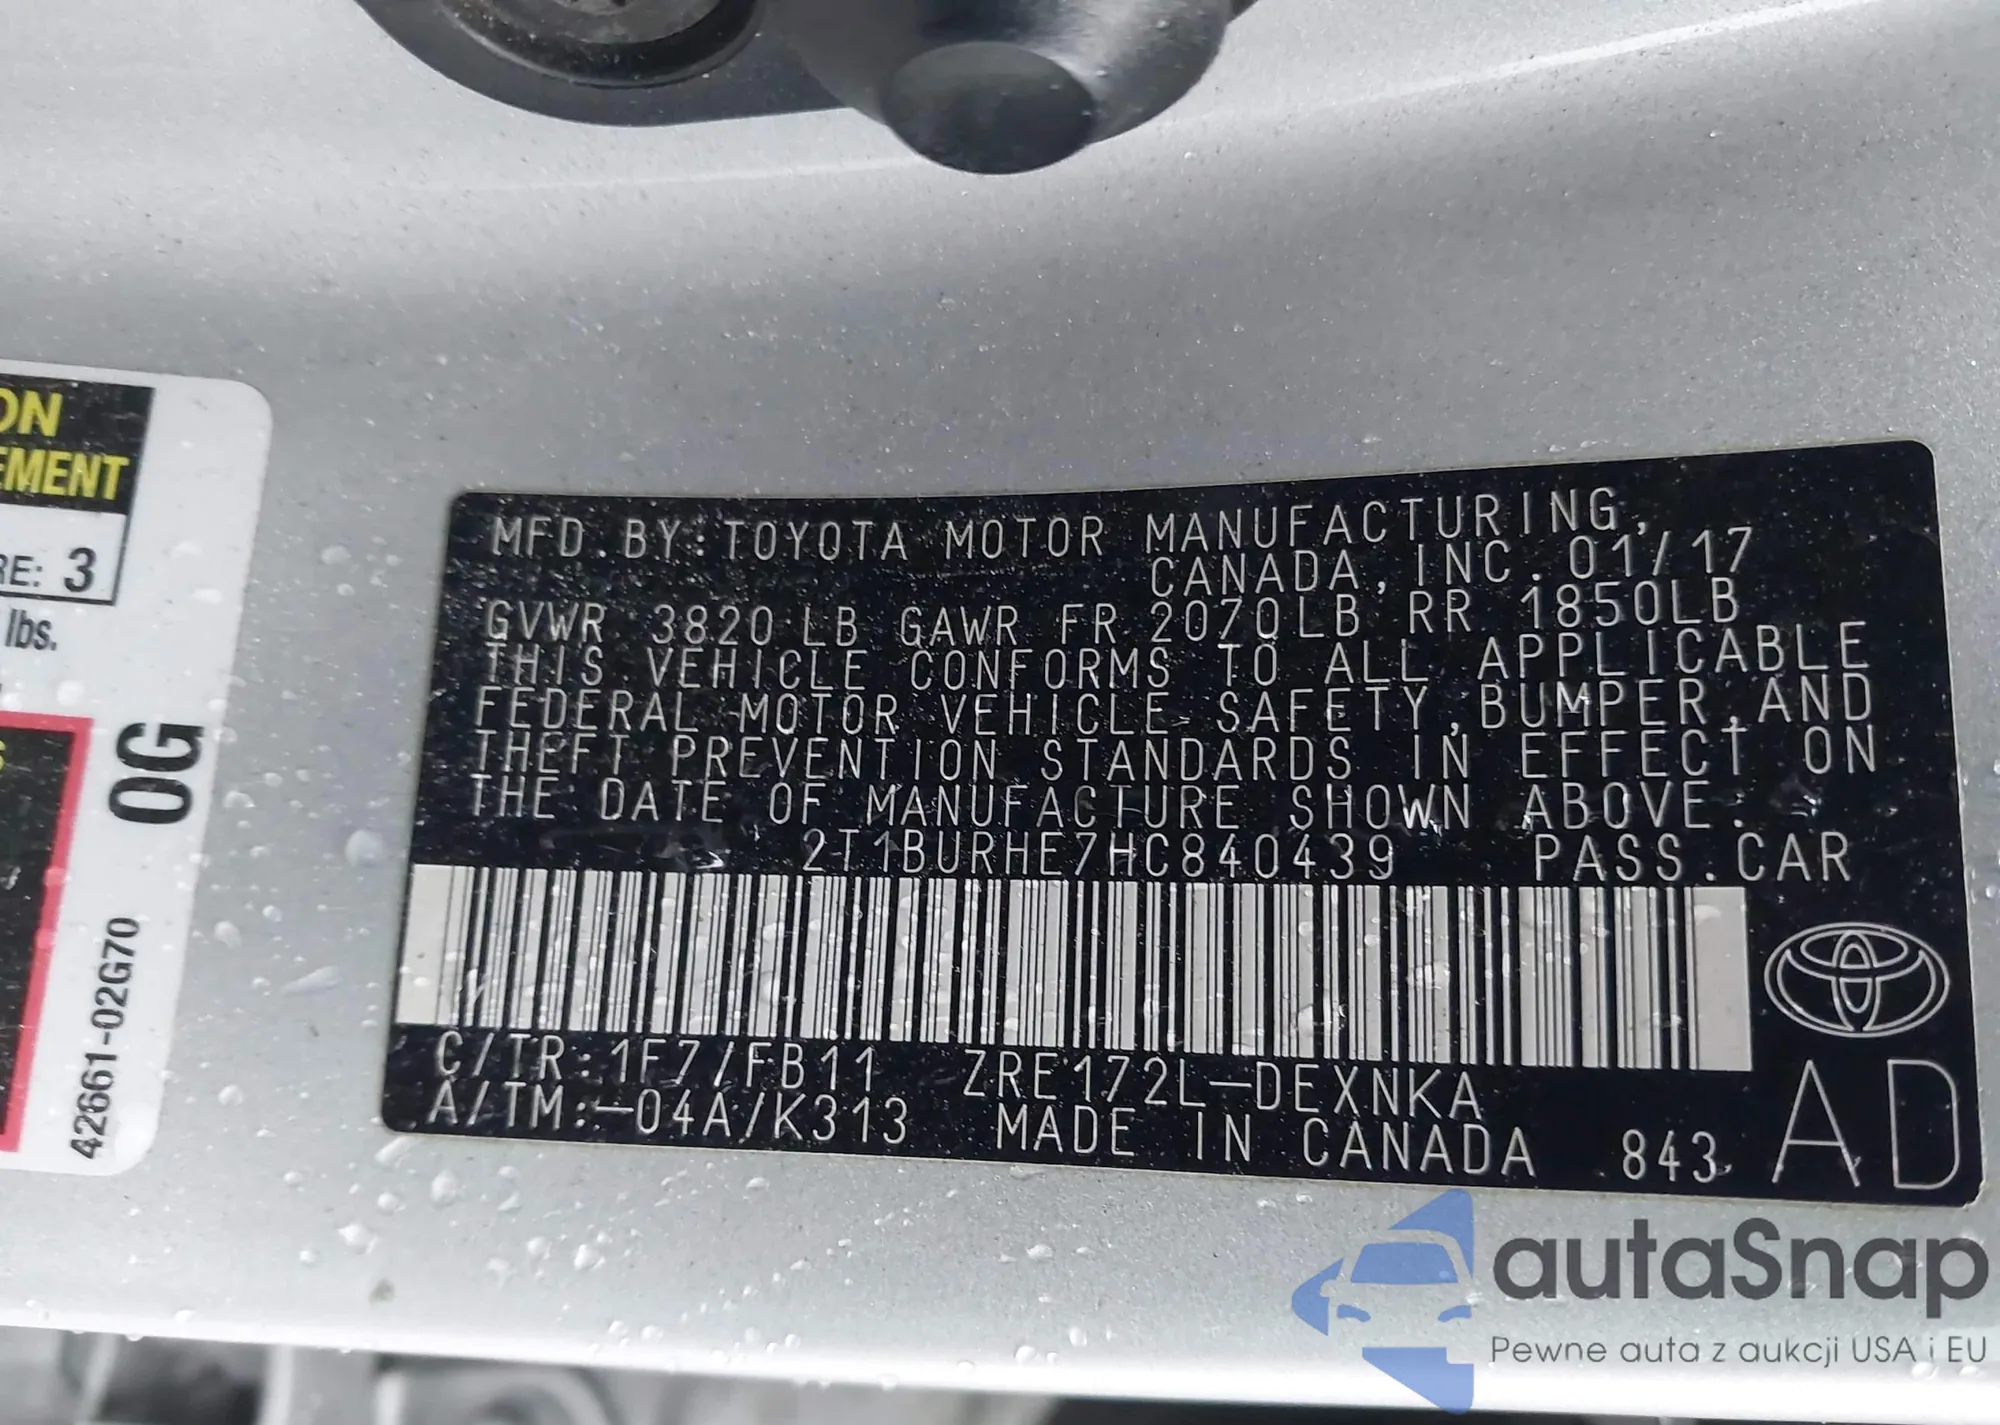 ON
EMENT
RE: 3
lbs.
0G
42661-02G70
MFD.BY:TOYOTA MOTOR MANUFACTURING,
CANADA,INC.01/17
GVWR 3820 LB GAWR FR 2070LB RR 1850LB
THIS VEHICLE CONFORMS TO ALL APPLICABLE
FEDERAL MOTOR VEHICLE SAFETY,BUMPER,AND
THEFT PREVENTION STANDARDS IN EFFECT ON
THE DATE OF MANUFACTURE SHOWN ABOVE.
2T1BURHE7HC840439 PASS.CAR
C/TR:1F7/FB11 ZRE172L-DEXNKA
A/TM:-04A/K313 MADE IN CANADA 843
AD
autaSnap
Pewne auta z aukcji USA i EU